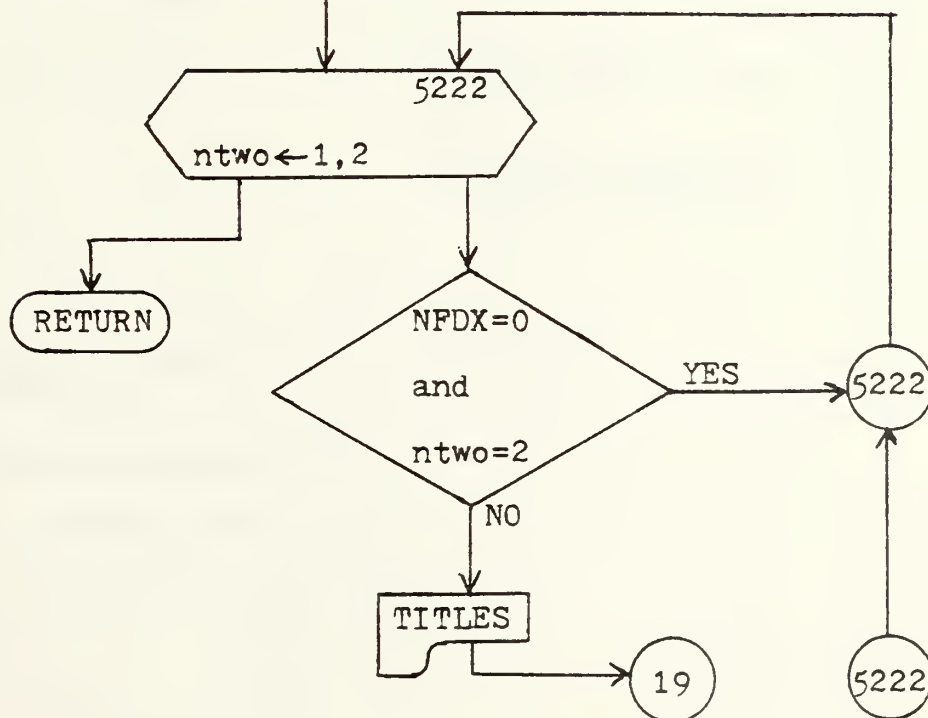 5222
ntwo←1,2
RETURN
NFDX=0
and
ntwo=2
YES
5222
NO
TITLES
19
5222